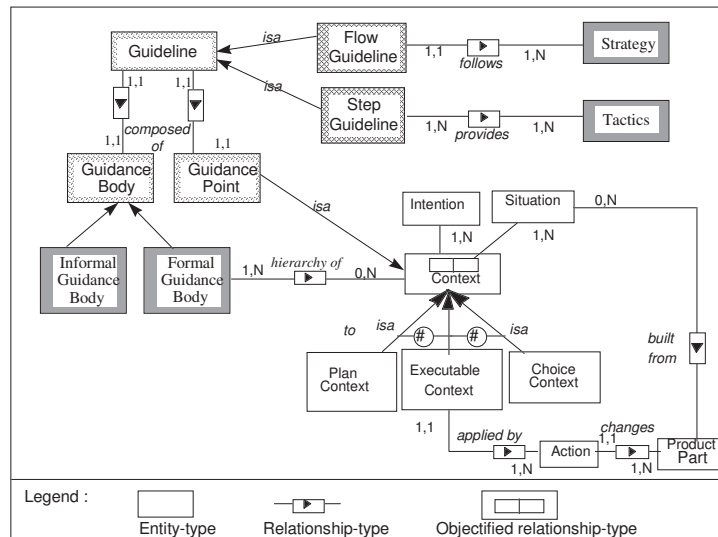 Guideline
isa
Flow
Guideline
1,1
follows
1,N
Strategy
isa
1,1
1,1
Step
Guideline
1,N
provides
1,N
Tactics
composed
of
1,1
1,1
Guidance
Body
Guidance
Point
isa
Intention
Situation
0,N
1,N
1,N
Informal
Guidance
Body
Formal
Guidance
Body
1,N
hierarchy of
0,N
Context
to
isa
#
#
isa
built
from
Plan
Context
Executable
Context
Choice
Context
1,1
applied by
1,N
Action
1,1
changes
1,N
Product
Part
Legend :
Entity-type
Relationship-type
Objectified relationship-type